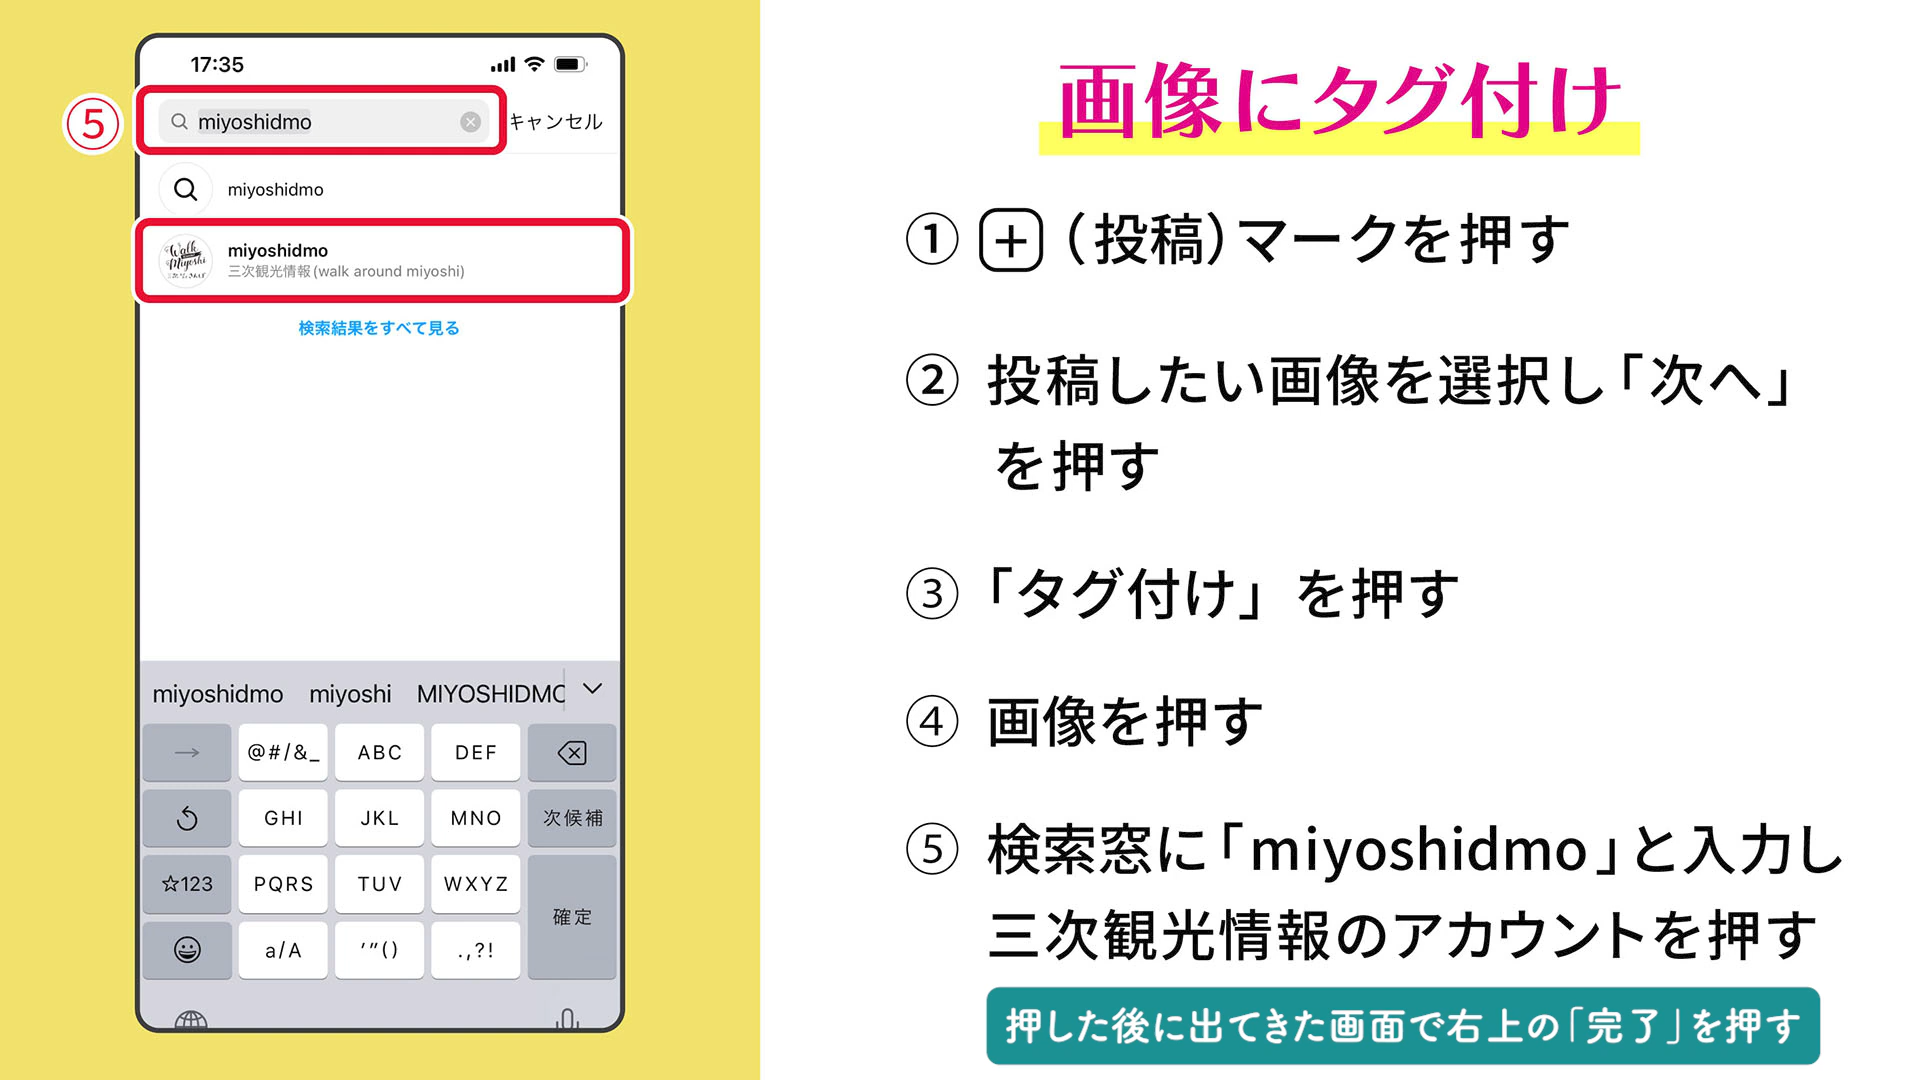 17:35
⑤
miyoshidmo
キャンセル
miyoshidmo
miyoshidmo
三次観光情報(walk around miyoshi)
Walk
Miyoshi
検索結果をすべて見る
miyoshidmo miyoshi MIYOSHIDMO
→ @#/&_ ABC DEF
GHI JKL MNO 次候補
☆123 PQRS TUV WXYZ
確定
a/A ’”() .,?!
画像にタグ付け
① (投稿)マークを押す
② 投稿したい画像を選択し「次へ」
を押す
③「タグ付け」を押す
④ 画像を押す
⑤ 検索窓に「miyoshidmo」と入力し
三次観光情報のアカウントを押す
押した後に出てきた画面で右上の「完了」を押す